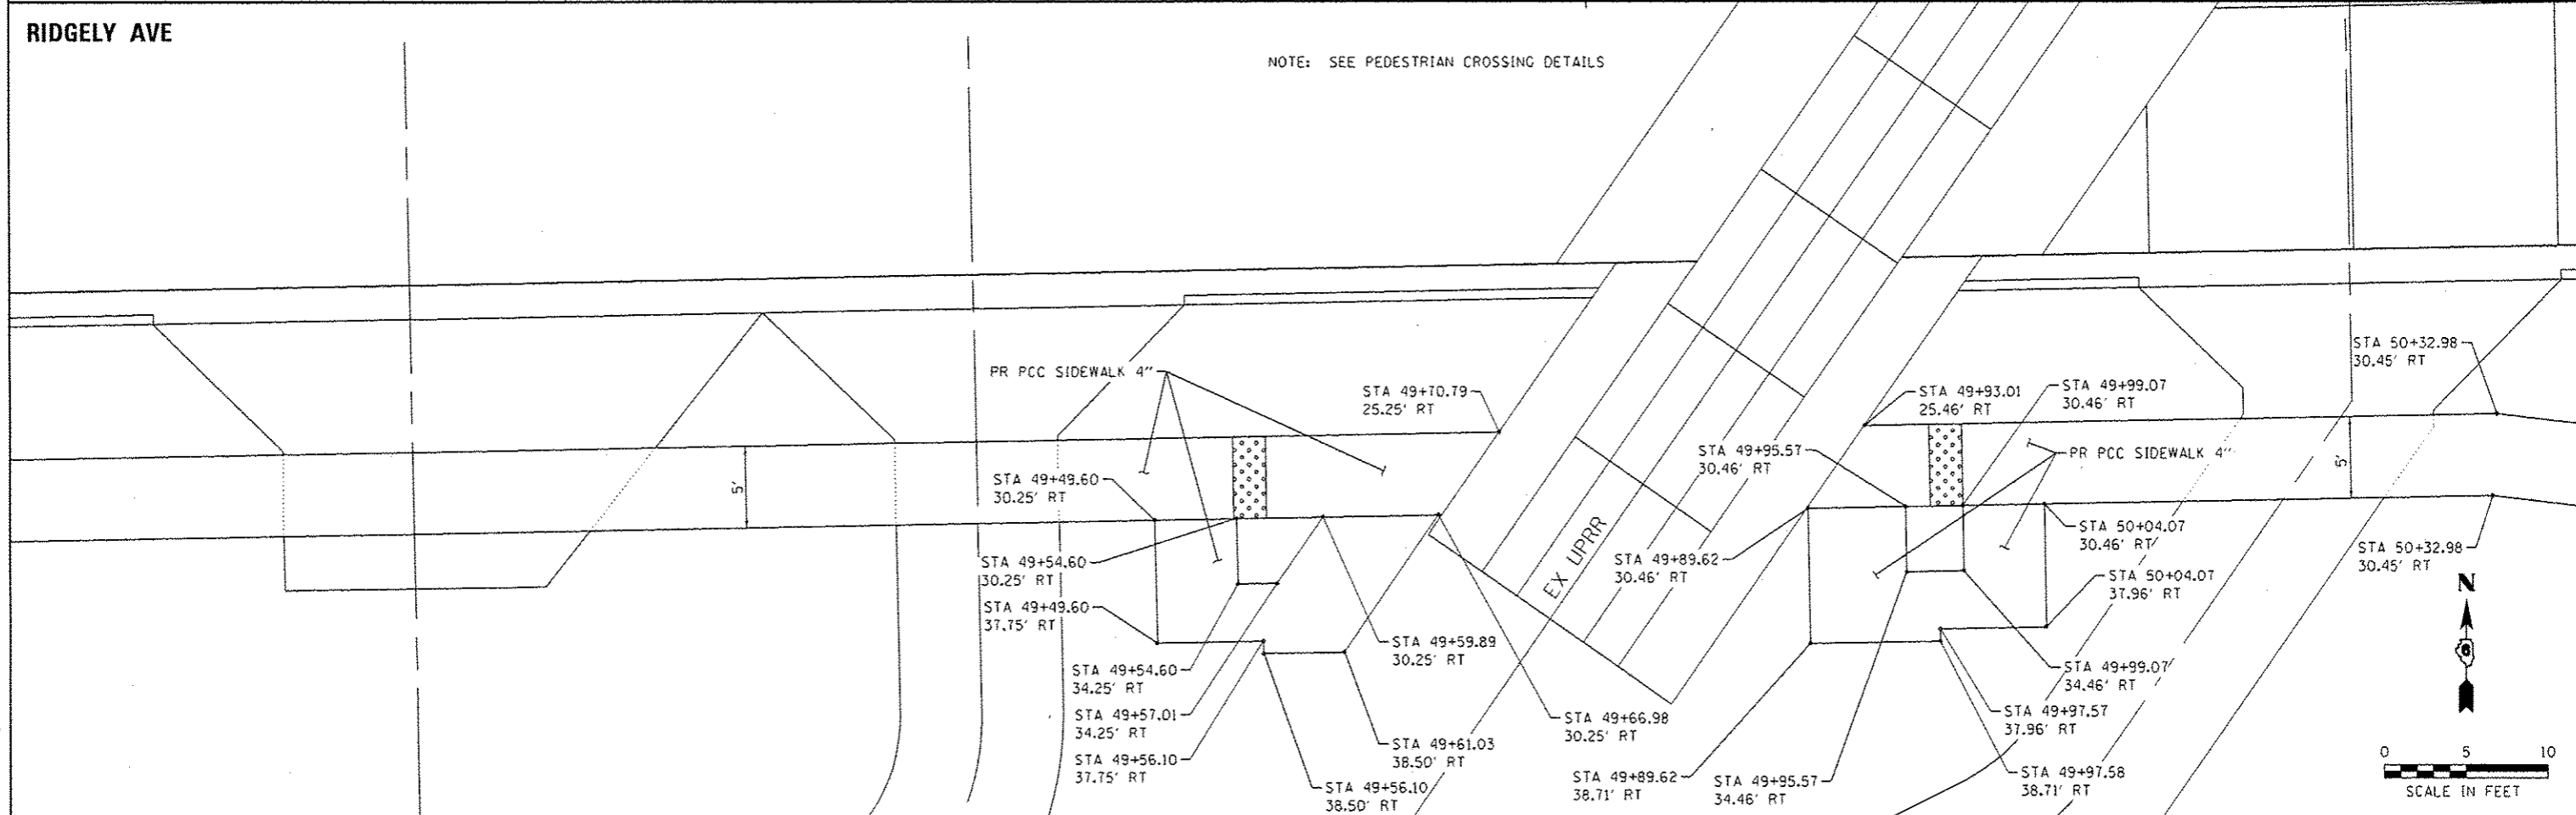 RIDGELY AVE
NOTE: SEE PEDESTRIAN CROSSING DETAILS
PR PCC SIDEWALK 4"
STA 49+70.79
25.25' RT
STA 49+93.01
25.46' RT
STA 49+99.07
30.46' RT
STA 50+32.98
30.45' RT
STA 49+95.57
30.46' RT
PR PCC SIDEWALK 4"
5'
5'
STA 49+49.60
30.25' RT
STA 49+54.60
30.25' RT
STA 49+49.60
37.75' RT
EX UPRR
STA 49+89.62
30.46' RT
STA 50+04.07
30.46' RT
STA 50+32.98
30.45' RT
STA 50+04.07
37.96' RT
N
6
STA 49+59.89
30.25' RT
STA 49+54.60
34.25' RT
STA 49+99.07
34.46' RT
STA 49+57.01
34.25' RT
STA 49+66.98
30.25' RT
STA 49+97.57
37.96' RT
STA 49+56.10
37.75' RT
STA 49+61.03
38.50' RT
STA 49+56.10
38.50' RT
STA 49+89.62
38.71' RT
STA 49+95.57
34.46' RT
STA 49+97.58
38.71' RT
0 5 10
SCALE IN FEET